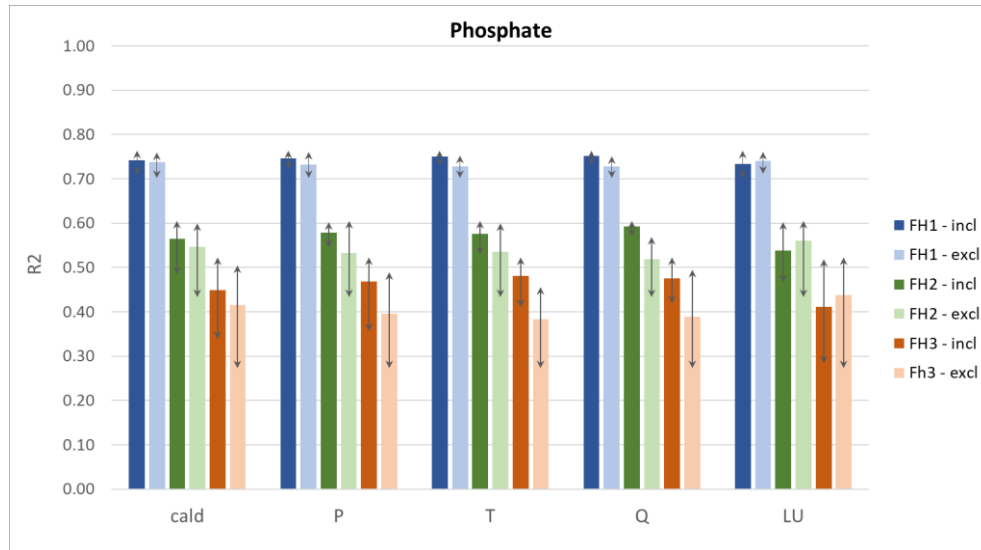 Phosphate
1.00
0.90
0.80
0.70
0.60
0.50
0.40
0.30
0.20
0.10
0.00
R2
cald P T Q LU
FH1 - incl
FH1 - excl
FH2 - incl
FH2 - excl
FH3 - incl
Fh3 - excl